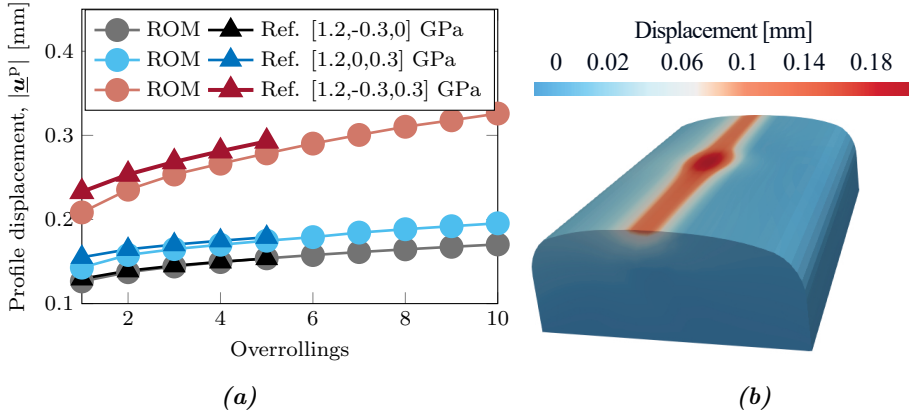 0.4
0.3
0.2
0.1
Profile displacement, |u^p| [mm]
ROM Ref. [1.2,-0.3,0] GPa
ROM Ref. [1.2,0,0.3] GPa
ROM Ref. [1.2,-0.3,0.3] GPa
2 4 6 8 10
Overrollings
(a)
Displacement [mm]
0 0.02 0.06 0.1 0.14 0.18
(b)